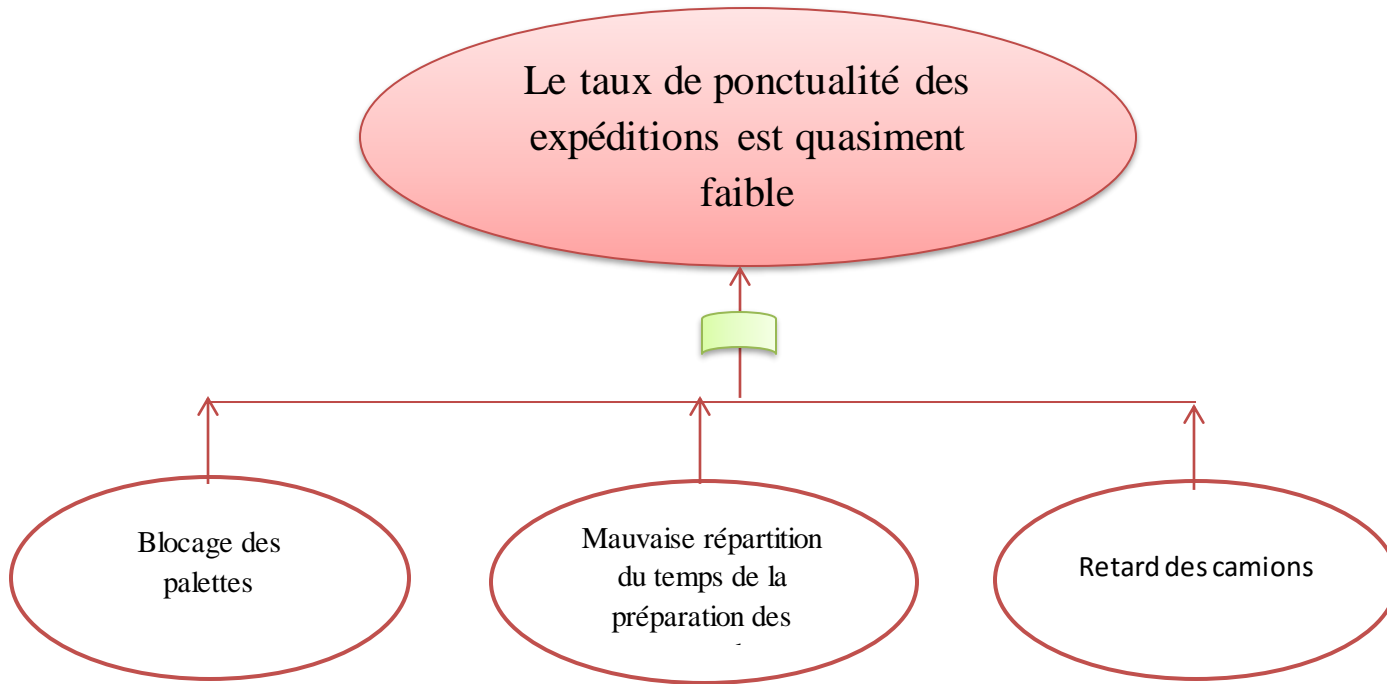 Le taux de ponctualité des
expéditions est quasiment
faible
Blocage des
palettes
Mauvaise répartition
du temps de la
préparation des
Retard des camions